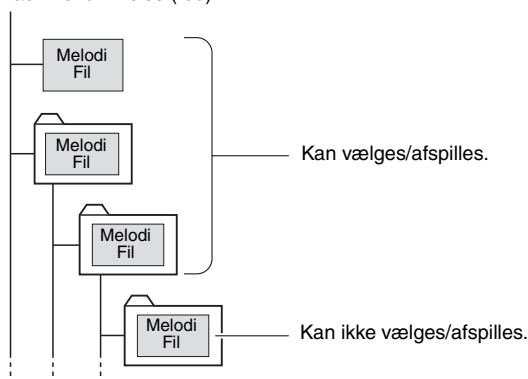 Melodi
Fil
Melodi
Fil
Kan vælges/afspilles.
Melodi
Fil
Melodi
Fil
Kan ikke vælges/afspilles.